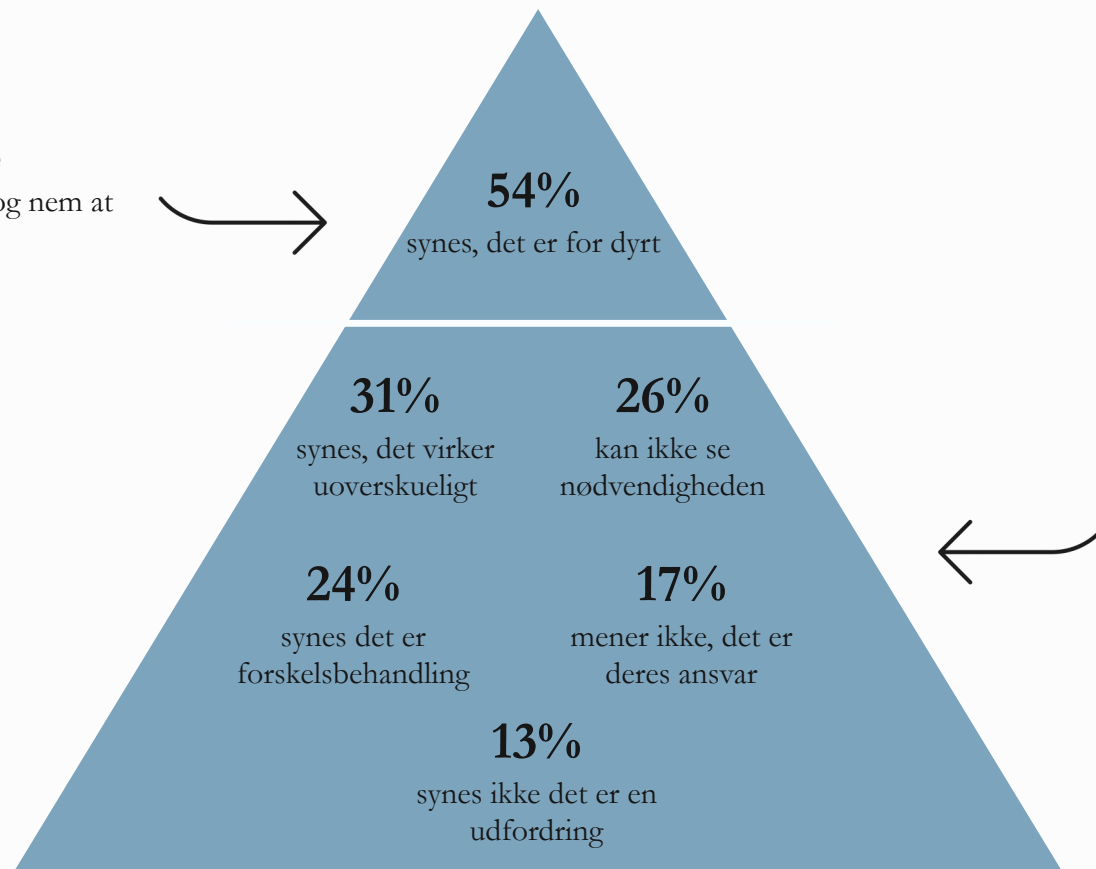 og nem at
54%
synes, det er for dyrt
31%
synes, det virker
uoverskueligt
26%
kan ikke se
nødvendigheden
24%
synes det er
forskelsbehandling
17%
mener ikke, det er
deres ansvar
13%
synes ikke det er en
udfordring